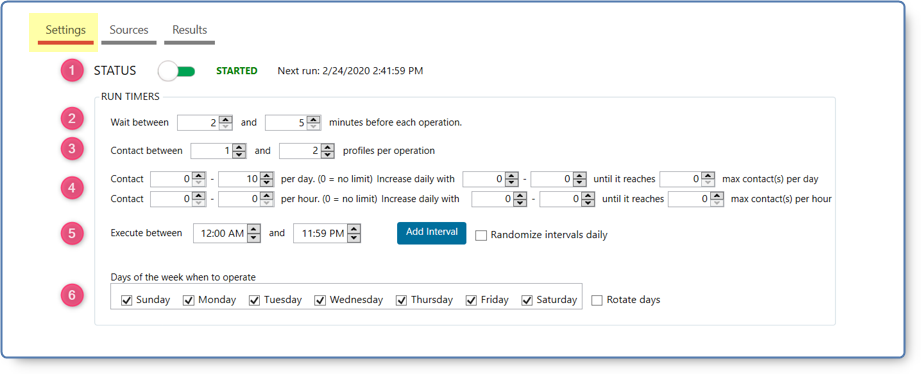 Settings Sources Results
1 STATUS STARTED Next run: 2/24/2020 2:41:59 PM
RUN TIMERS
2 Wait between 2 and 5 minutes before each operation.
3 Contact between 1 and 2 profiles per operation
4 Contact 0 - 10 per day. (0 = no limit) Increase daily with 0 - 0 until it reaches 0 max contact(s) per day
Contact 0 - 0 per hour. (0 = no limit) Increase daily with 0 - 0 until it reaches 0 max contact(s) per hour
5 Execute between 12:00 AM and 11:59 PM Add Interval Randomize intervals daily
Days of the week when to operate
6 Sunday Monday Tuesday Wednesday Thursday Friday Saturday Rotate days